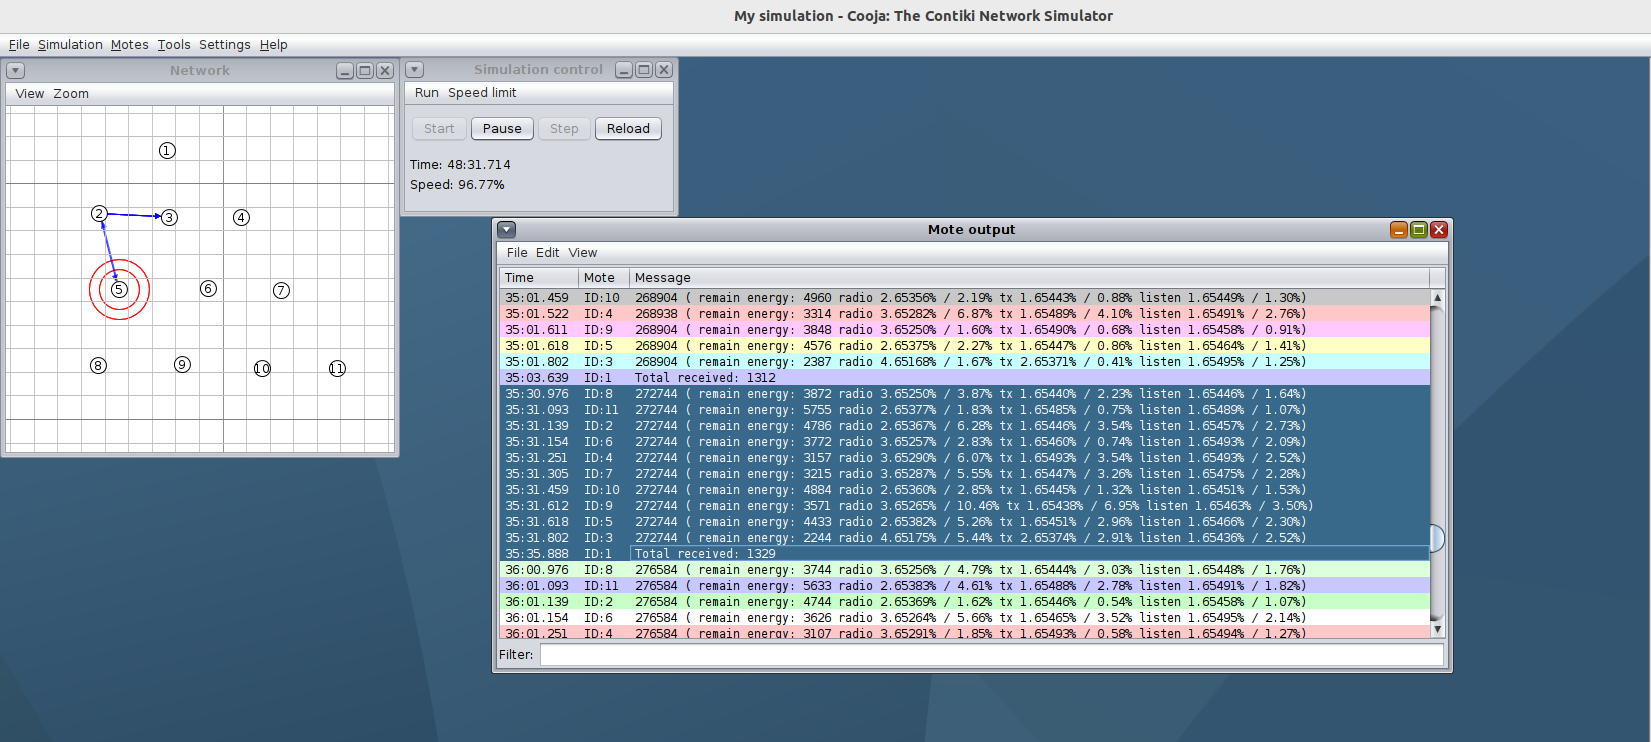 My simulation - Cooja: The Contiki Network Simulator
File Simulation Motes Tools Settings Help
Network
View Zoom
1
2
3
4
5
6
7
8
9
10
11
Simulation control
Run Speed limit
Start Pause Step Reload
Time: 48:31.714
Speed: 96.77%
Mote output
File Edit View
Time Mote Message
35:01.459 ID:10 268904 ( remain energy: 4960 radio 2.65356% / 2.19% tx 1.65443% / 0.88% listen 1.65449% / 1.30%)
35:01.522 ID:4 268938 ( remain energy: 3314 radio 3.65282% / 6.87% tx 1.65489% / 4.10% listen 1.65491% / 2.76%)
35:01.611 ID:9 268904 ( remain energy: 3848 radio 3.65250% / 1.60% tx 1.65490% / 0.68% listen 1.65458% / 0.91%)
35:01.618 ID:5 268904 ( remain energy: 4576 radio 2.65375% / 2.27% tx 1.65447% / 0.86% listen 1.65464% / 1.41%)
35:01.802 ID:3 268904 ( remain energy: 2387 radio 4.65168% / 1.67% tx 2.65371% / 0.41% listen 1.65495% / 1.25%)
35:03.639 ID:1 Total received: 1312
35:30.976 ID:8 272744 ( remain energy: 3872 radio 3.65250% / 3.87% tx 1.65440% / 2.23% listen 1.65446% / 1.64%)
35:31.093 ID:11 272744 ( remain energy: 5755 radio 2.65377% / 1.83% tx 1.65485% / 0.75% listen 1.65489% / 1.07%)
35:31.139 ID:2 272744 ( remain energy: 4786 radio 2.65367% / 6.28% tx 1.65446% / 3.54% listen 1.65457% / 2.73%)
35:31.154 ID:6 272744 ( remain energy: 3772 radio 3.65257% / 2.83% tx 1.65460% / 0.74% listen 1.65493% / 2.09%)
35:31.251 ID:4 272744 ( remain energy: 3157 radio 3.65290% / 6.07% tx 1.65493% / 3.54% listen 1.65493% / 2.52%)
35:31.305 ID:7 272744 ( remain energy: 3215 radio 3.65287% / 5.55% tx 1.65447% / 3.26% listen 1.65475% / 2.28%)
35:31.459 ID:10 272744 ( remain energy: 4884 radio 2.65360% / 2.85% tx 1.65445% / 1.32% listen 1.65451% / 1.53%)
35:31.612 ID:9 272744 ( remain energy: 3571 radio 3.65265% / 10.46% tx 1.65438% / 6.95% listen 1.65463% / 3.50%)
35:31.618 ID:5 272744 ( remain energy: 4433 radio 2.65382% / 5.26% tx 1.65451% / 2.96% listen 1.65466% / 2.30%)
35:31.802 ID:3 272744 ( remain energy: 2244 radio 4.65175% / 5.44% tx 2.65374% / 2.91% listen 1.65436% / 2.52%)
35:35.888 ID:1 Total received: 1329
36:00.976 ID:8 276584 ( remain energy: 3744 radio 3.65256% / 4.79% tx 1.65444% / 3.03% listen 1.65448% / 1.76%)
36:01.093 ID:11 276584 ( remain energy: 5633 radio 2.65383% / 4.61% tx 1.65488% / 2.78% listen 1.65491% / 1.82%)
36:01.139 ID:2 276584 ( remain energy: 4744 radio 2.65369% / 1.62% tx 1.65446% / 0.54% listen 1.65458% / 1.07%)
36:01.154 ID:6 276584 ( remain energy: 3626 radio 3.65264% / 5.66% tx 1.65465% / 3.52% listen 1.65495% / 2.14%)
36:01.251 ID:4 276584 ( remain energy: 3107 radio 3.65291% / 1.85% tx 1.65493% / 0.58% listen 1.65494% / 1.27%)
Filter: